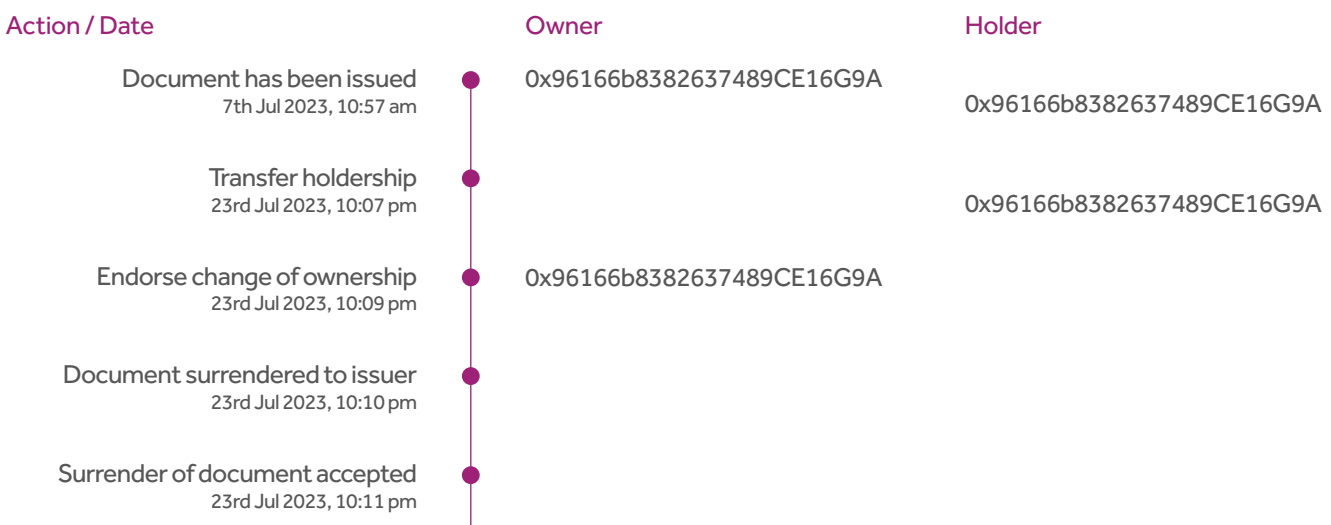 Action / Date Owner Holder
Document has been issued 0x96166b8382637489CE16G9A
7th Jul 2023, 10:57 am 0x96166b8382637489CE16G9A
Transfer holdership
23rd Jul 2023, 10:07 pm 0x96166b8382637489CE16G9A
Endorse change of ownership 0x96166b8382637489CE16G9A
23rd Jul 2023, 10:09 pm
Document surrendered to issuer
23rd Jul 2023, 10:10 pm
Surrender of document accepted
23rd Jul 2023, 10:11 pm